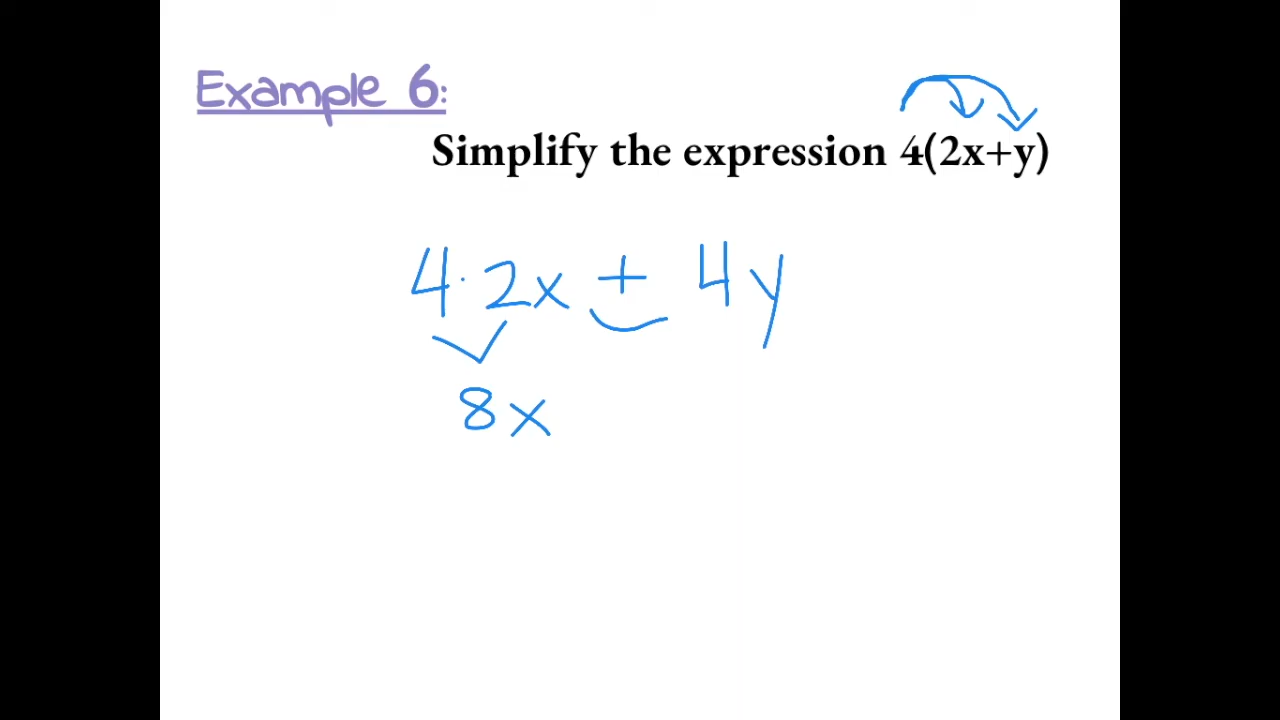 Example 6:
Simplify the expression 4(2x+y)
4·2x + 4y
8x